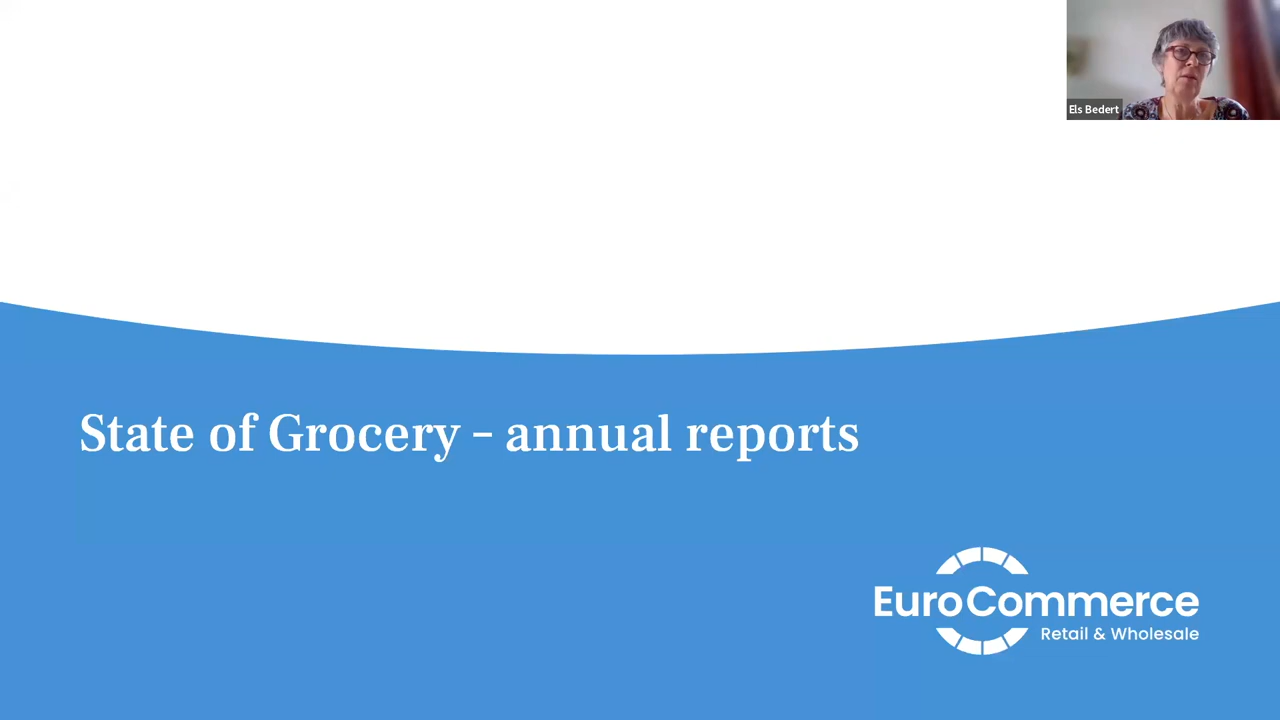 Els Bedert
State of Grocery – annual reports
EuroCommerce
Retail & Wholesale